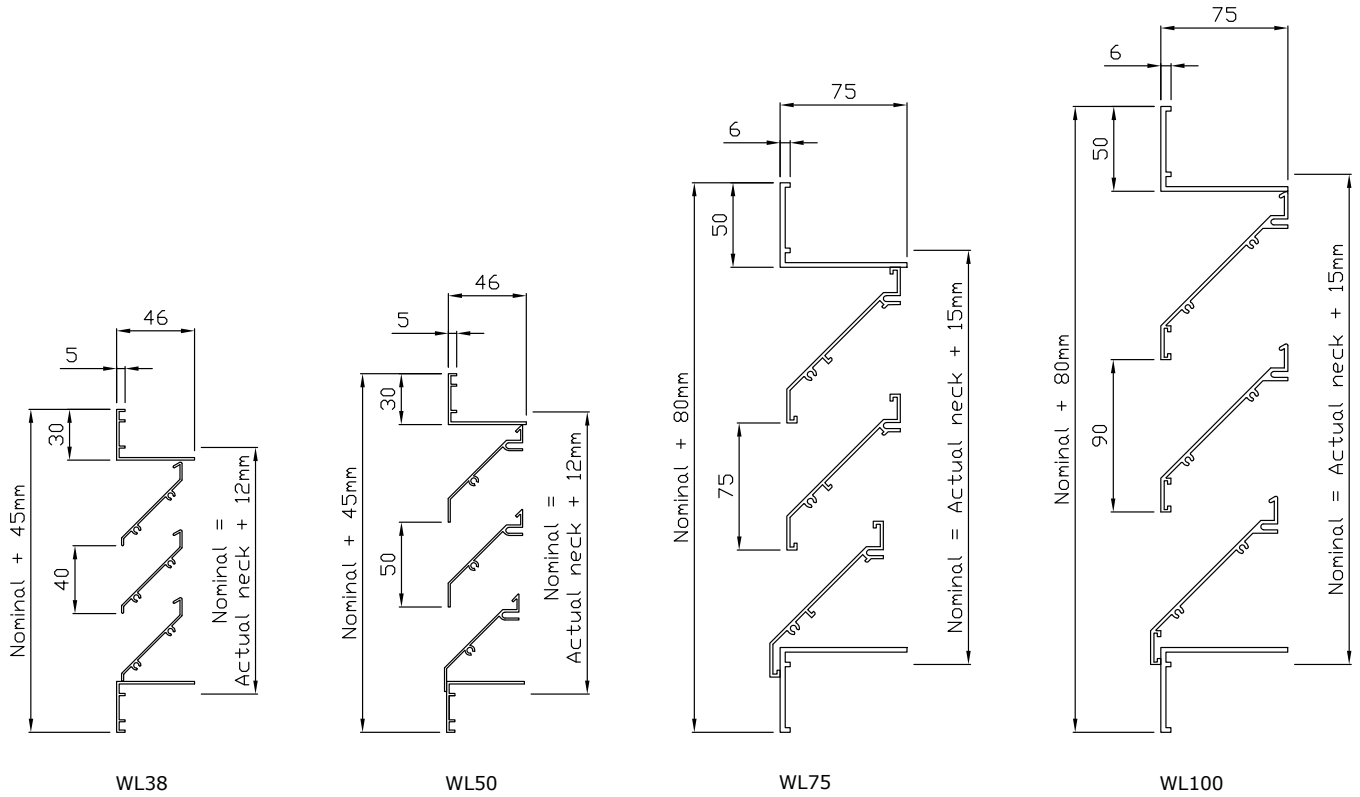 46
5
30
Nominal + 45mm
40
Nominal =
Actual neck + 12mm
WL38
46
5
30
Nominal + 45mm
50
Nominal =
Actual neck + 12mm
WL50
75
6
50
Nominal + 80mm
75
Nominal = Actual neck + 15mm
WL75
75
6
50
Nominal + 80mm
90
Nominal = Actual neck + 15mm
WL100